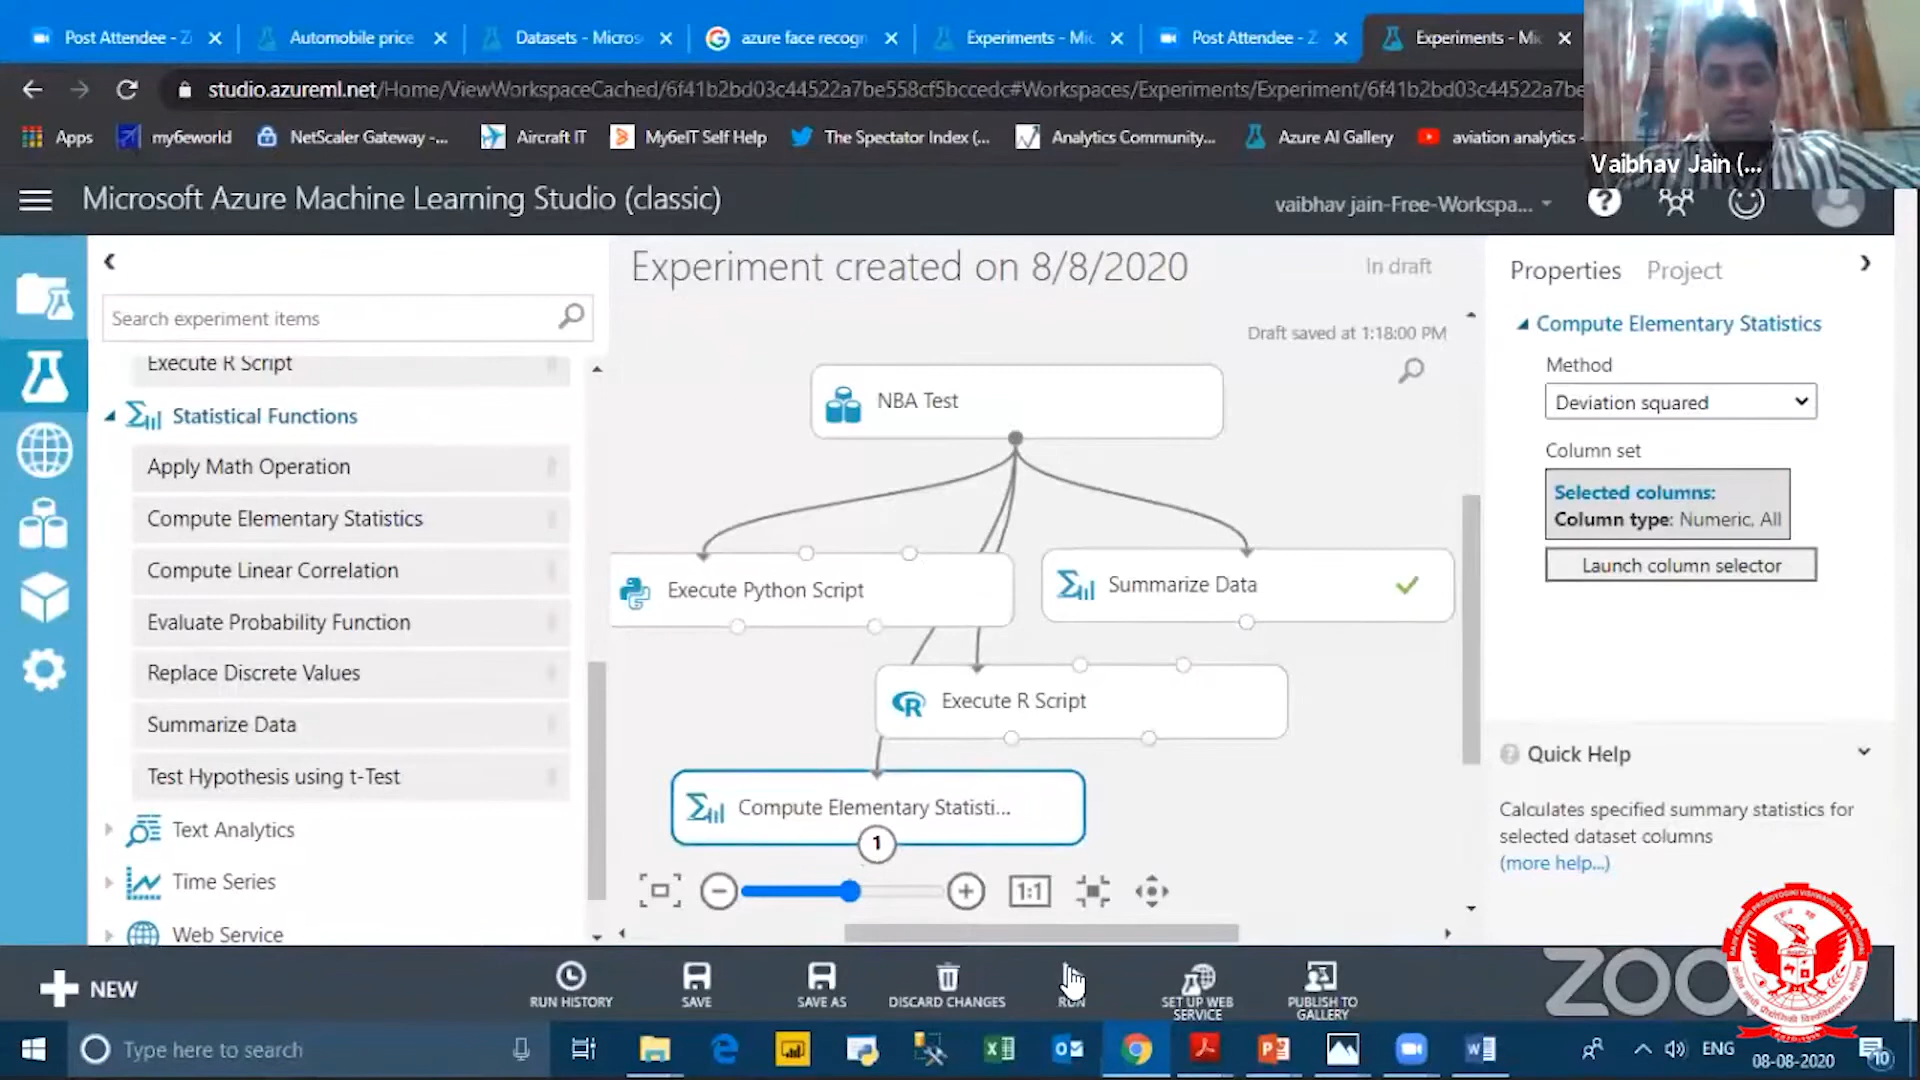 Post Attendee - Z
Automobile price
Datasets - Micros
azure face recogn
Experiments - Mic
Post Attendee - Z
Experiments - Mi
studio.azureml.net/Home/ViewWorkspaceCached/6f41b2bd03c44522a7be558cf5bccedc#Workspaces/Experiments/Experiment/6f41b2bd03c44522a7be
Apps
my6eworld
NetScaler Gateway -...
Aircraft IT
My6eIT Self Help
The Spectator Index (...
Analytics Community...
Azure AI Gallery
aviation analytics -
Vaibhav Jain (...
Microsoft Azure Machine Learning Studio (classic)
vaibhav jain-Free-Workspa...
?
Search experiment items
Execute R Script
Statistical Functions
Apply Math Operation
Compute Elementary Statistics
Compute Linear Correlation
Evaluate Probability Function
Replace Discrete Values
Summarize Data
Test Hypothesis using t-Test
Text Analytics
Time Series
Web Service
Experiment created on 8/8/2020
In draft
Draft saved at 1:18:00 PM
NBA Test
Execute Python Script
Summarize Data
Execute R Script
Compute Elementary Statisti...
1
1:1
Properties
Project
Compute Elementary Statistics
Method
Deviation squared
Column set
Selected columns:
Column type: Numeric, All
Launch column selector
Quick Help
Calculates specified summary statistics for
selected dataset columns
(more help...)
NEW
RUN HISTORY
SAVE
SAVE AS
DISCARD CHANGES
RUN
SET UP WEB
SERVICE
PUBLISH TO
GALLERY
Type here to search
ENG
08-08-2020
10